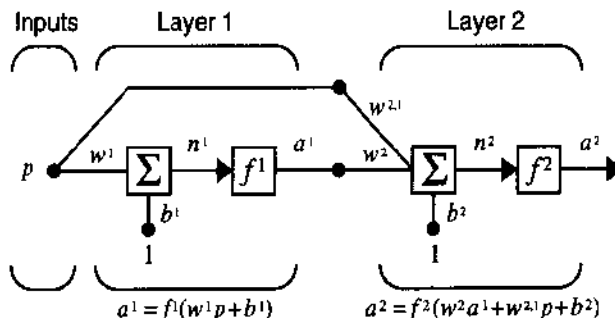 Inputs Layer 1 Layer 2
w²,¹
p w¹ Σ n¹ f¹ a¹ w² Σ n² f² a²
b¹ b²
1 1
a¹ = f¹(w¹p+b¹) a² = f²(w²a¹+w²,¹p+b²)